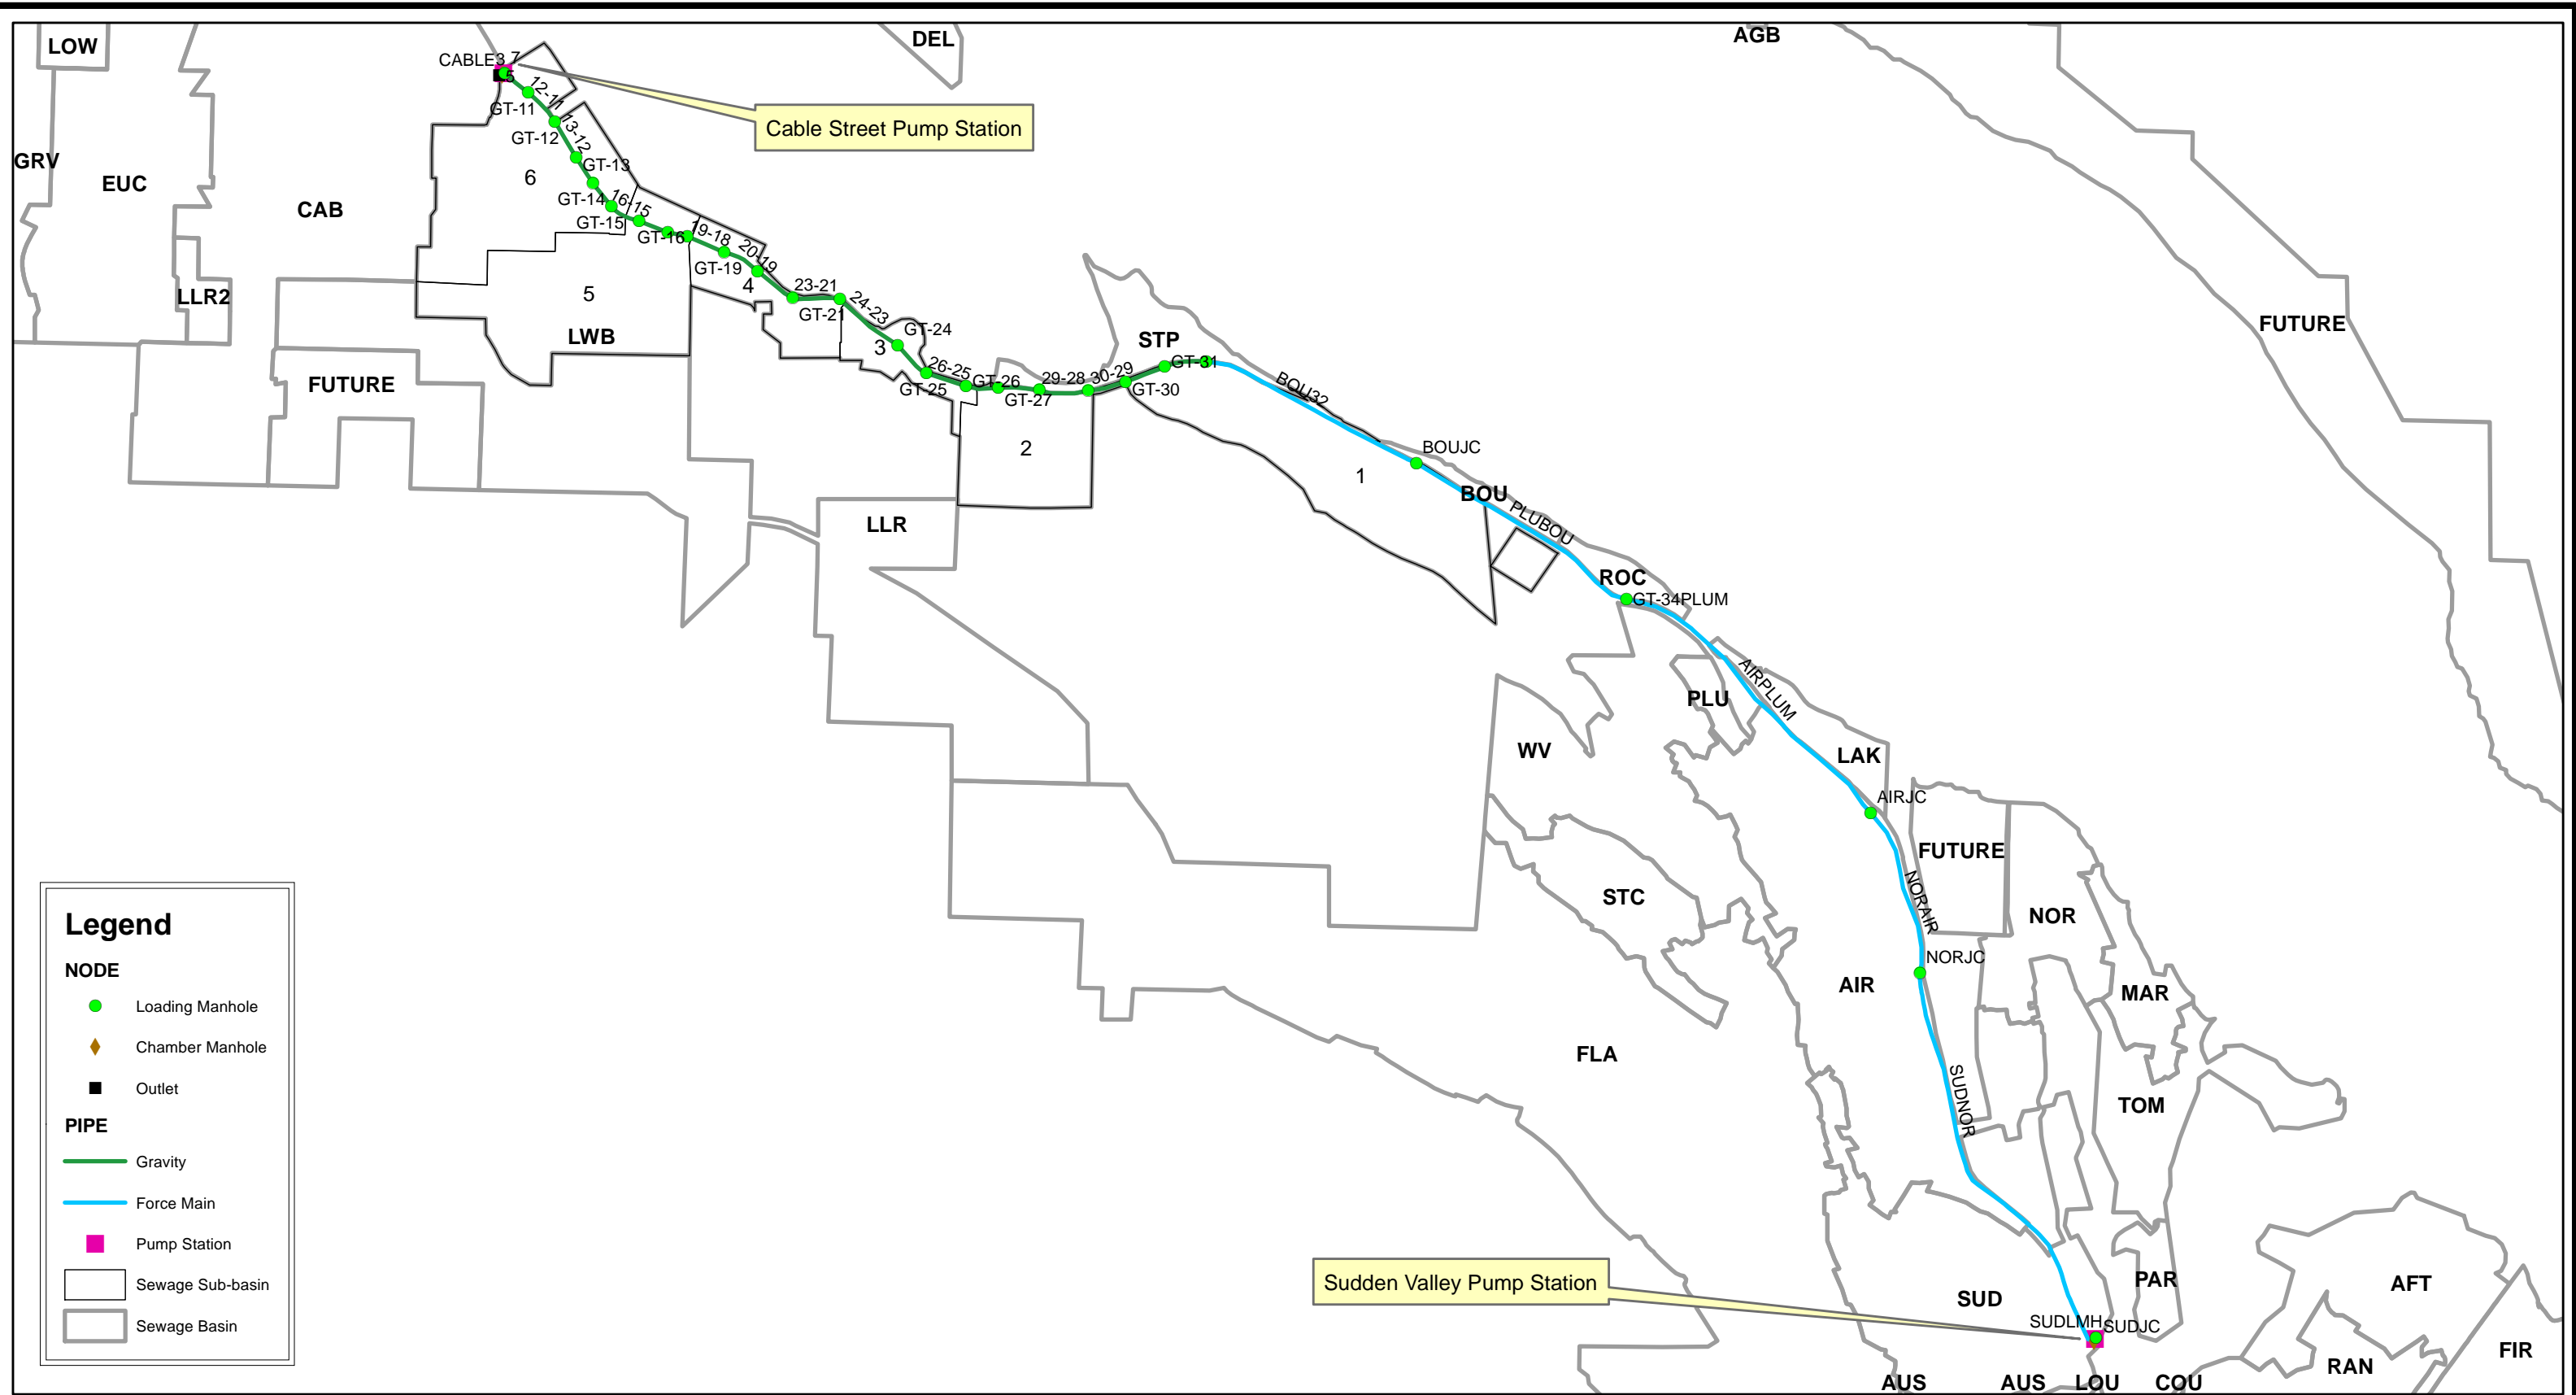 LOW
DEL
AGB
CABLE3 7
5
12-11
GT-11
Cable Street Pump Station
13-12
GT-12
GRV
EUC
GT-13
6
CAB
GT-14
16-15
GT-15
GT-16
19-18
20-19
GT-19
4
23-21
GT-21
24-23
5
LLR2
LWB
FUTURE
GT-24
3
STP
GT-31
26-25
GT-25
GT-26
29-28
30-29
GT-27
GT-30
FUTURE
BOU32
BOUJC
2
1
BOU
PLUBOU
LLR
ROC
GT-34PLUM
AIRPLUM
PLU
WV
LAK
AIRJC
FUTURE
STC
NORAIR
NOR
NORJC
AIR
MAR
FLA
SUDNOR
TOM
Legend
NODE
Loading Manhole
Chamber Manhole
Outlet
PIPE
Gravity
Force Main
Pump Station
Sewage Sub-basin
Sewage Basin
Sudden Valley Pump Station
SUD
PAR
AFT
SUDLMH
SUDJC
FIR
RAN
AUS
AUS
LOU
COU